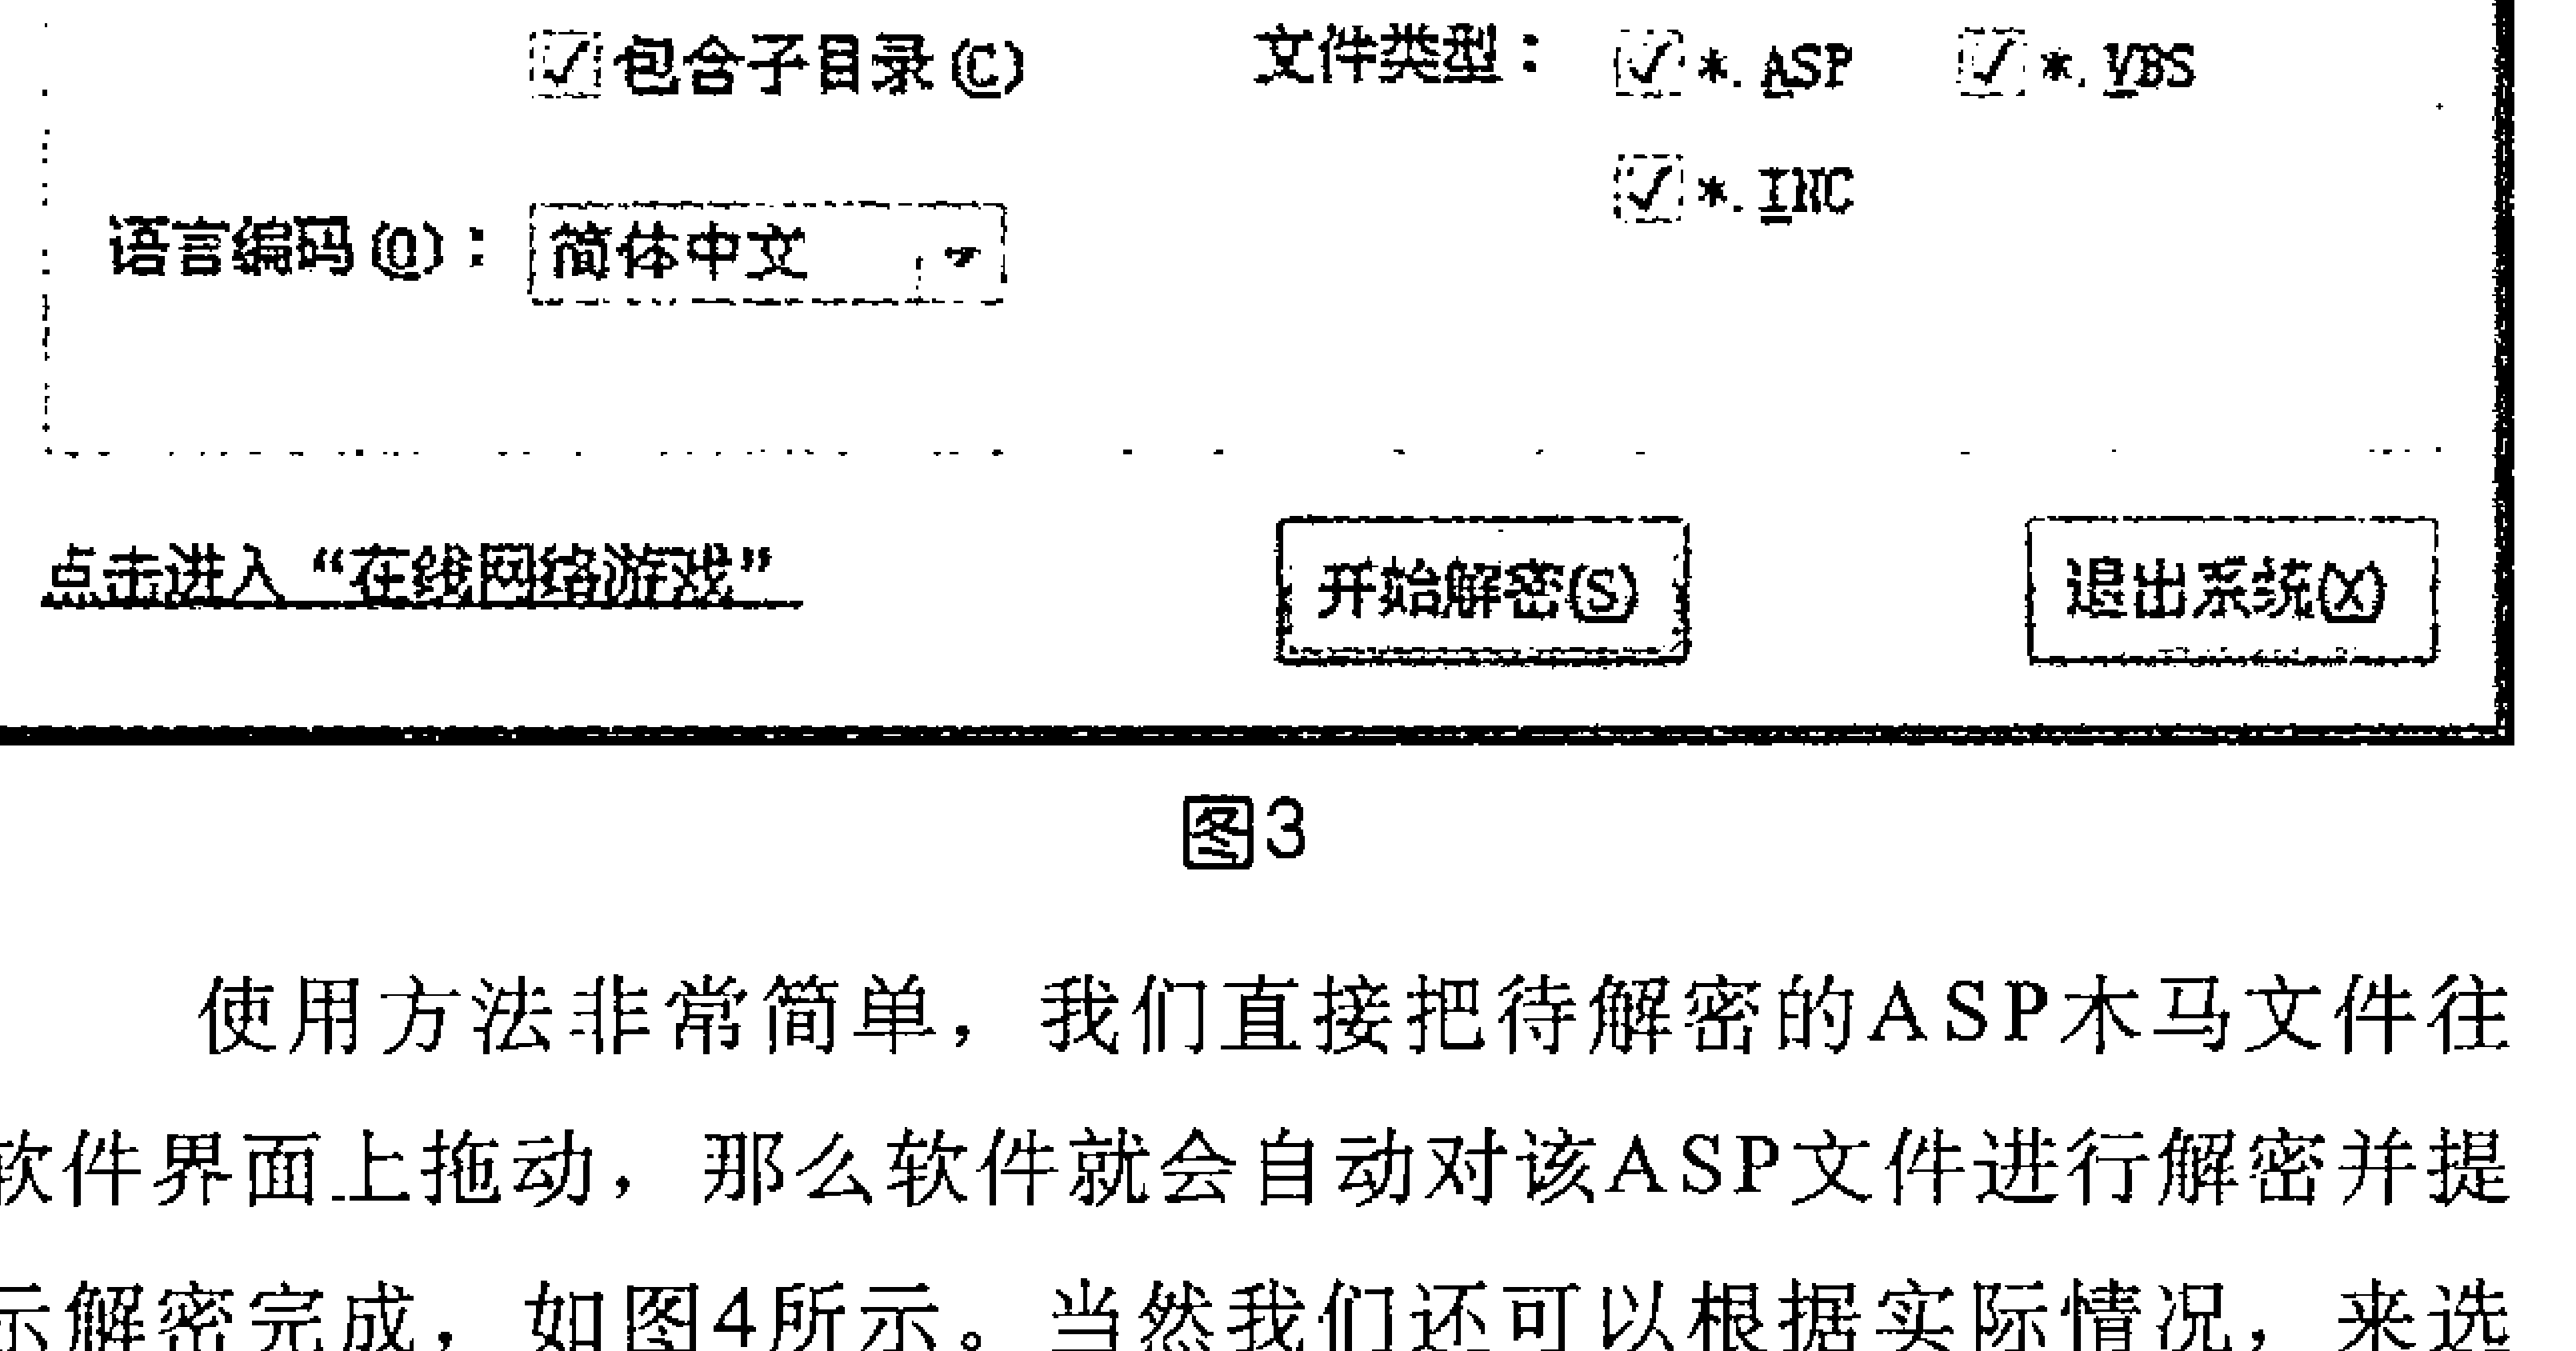 包含子目录(C) 文件类型： *.ASP *.VBS
*.INC
语言编码(O)： 简体中文
点击进入“在线网络游戏” 开始解密(S) 退出系统(X)
图3
使用方法非常简单，我们直接把待解密的ASP木马文件往
软件界面上拖动，那么软件就会自动对该ASP文件进行解密并提
示解密完成，如图4所示。当然我们还可以根据实际情况，来选